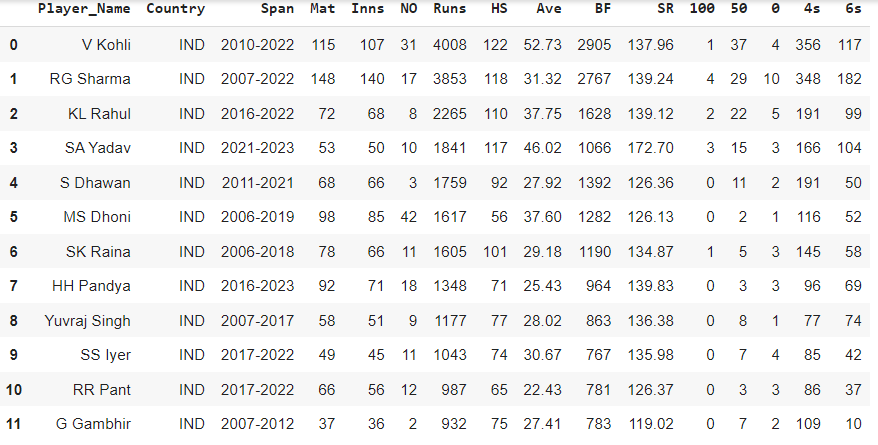 Player_Name Country Span Mat Inns NO Runs HS Ave BF SR 100 50 0 4s 6s
0 V Kohli IND 2010-2022 115 107 31 4008 122 52.73 2905 137.96 1 37 4 356 117
1 RG Sharma IND 2007-2022 148 140 17 3853 118 31.32 2767 139.24 4 29 10 348 182
2 KL Rahul IND 2016-2022 72 68 8 2265 110 37.75 1628 139.12 2 22 5 191 99
3 SA Yadav IND 2021-2023 53 50 10 1841 117 46.02 1066 172.70 3 15 3 166 104
4 S Dhawan IND 2011-2021 68 66 3 1759 92 27.92 1392 126.36 0 11 2 191 50
5 MS Dhoni IND 2006-2019 98 85 42 1617 56 37.60 1282 126.13 0 2 1 116 52
6 SK Raina IND 2006-2018 78 66 11 1605 101 29.18 1190 134.87 1 5 3 145 58
7 HH Pandya IND 2016-2023 92 71 18 1348 71 25.43 964 139.83 0 3 3 96 69
8 Yuvraj Singh IND 2007-2017 58 51 9 1177 77 28.02 863 136.38 0 8 1 77 74
9 SS Iyer IND 2017-2022 49 45 11 1043 74 30.67 767 135.98 0 7 4 85 42
10 RR Pant IND 2017-2022 66 56 12 987 65 22.43 781 126.37 0 3 3 86 37
11 G Gambhir IND 2007-2012 37 36 2 932 75 27.41 783 119.02 0 7 2 109 10